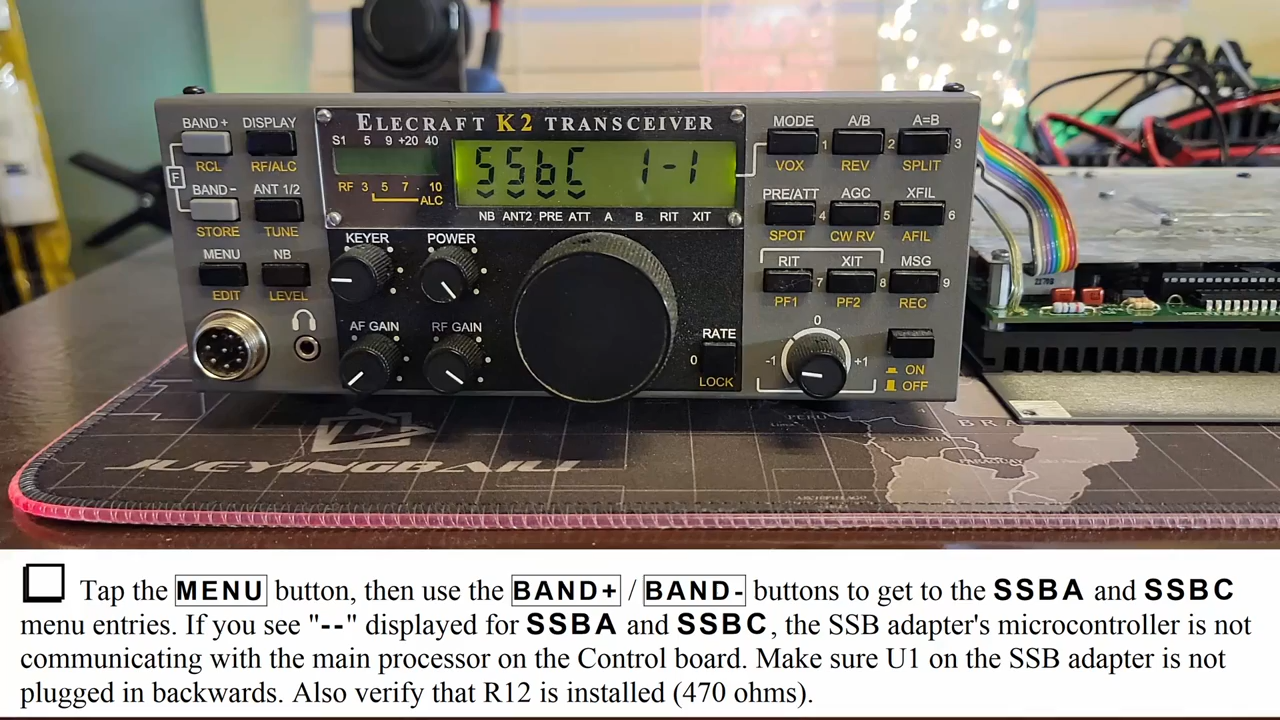 ELECRAFT K2 TRANSCEIVER
BAND + DISPLAY
RCL RF/ALC
F
BAND - ANT 1/2
STORE TUNE
MENU NB
EDIT LEVEL
S1 5 9 +20 40
RF 3 5 7 · 10
ALC
SSbC 1-1
NB ANT2 PRE ATT A B RIT XIT
KEYER POWER
AF GAIN RF GAIN
RATE
0
LOCK
MODE A/B A=B
1 2 3
VOX REV SPLIT
PRE/ATT AGC XFIL
4 5 6
SPOT CW RV AFIL
RIT XIT MSG
7 8 9
PF1 PF2 REC
0
-1 +1
ON
OFF
JUEYINGBAILI
PERU
BOLIVIA
PARAGUAY
BRA
Tap the MENU button, then use the BAND+ / BAND- buttons to get to the SSBA and SSBC
menu entries. If you see "--" displayed for SSBA and SSBC, the SSB adapter's microcontroller is not
communicating with the main processor on the Control board. Make sure U1 on the SSB adapter is not
plugged in backwards. Also verify that R12 is installed (470 ohms).